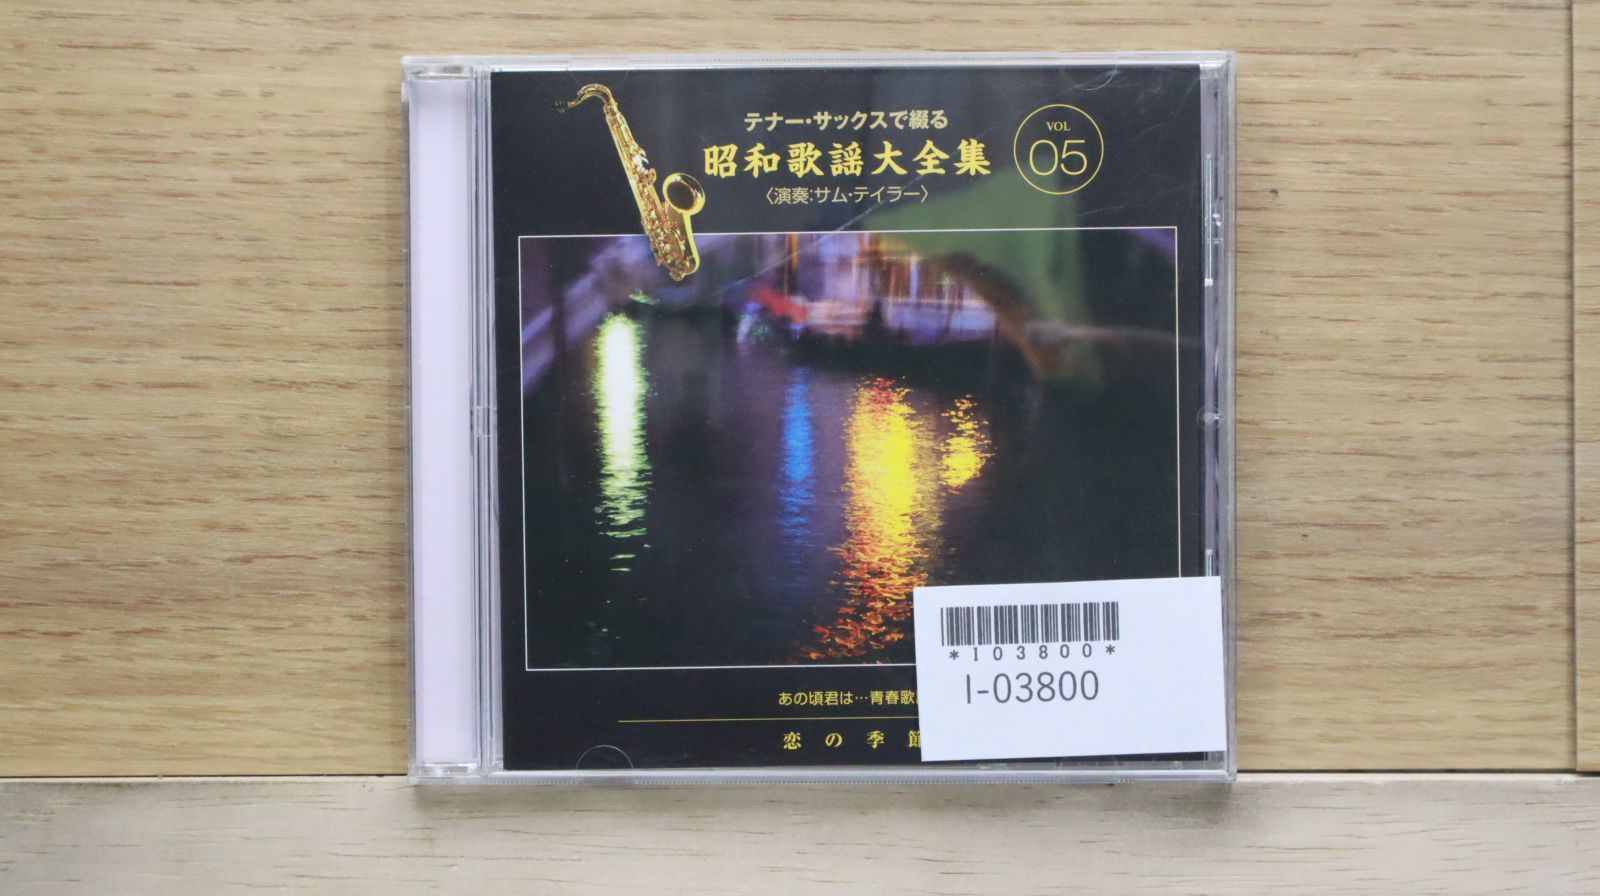 テナー・サックスで綴る
昭和歌謡大全集
〈演奏:サム・テイラー〉
VOL
05
あの頃君は…青春歌
恋の季節
*I03800*
I-03800